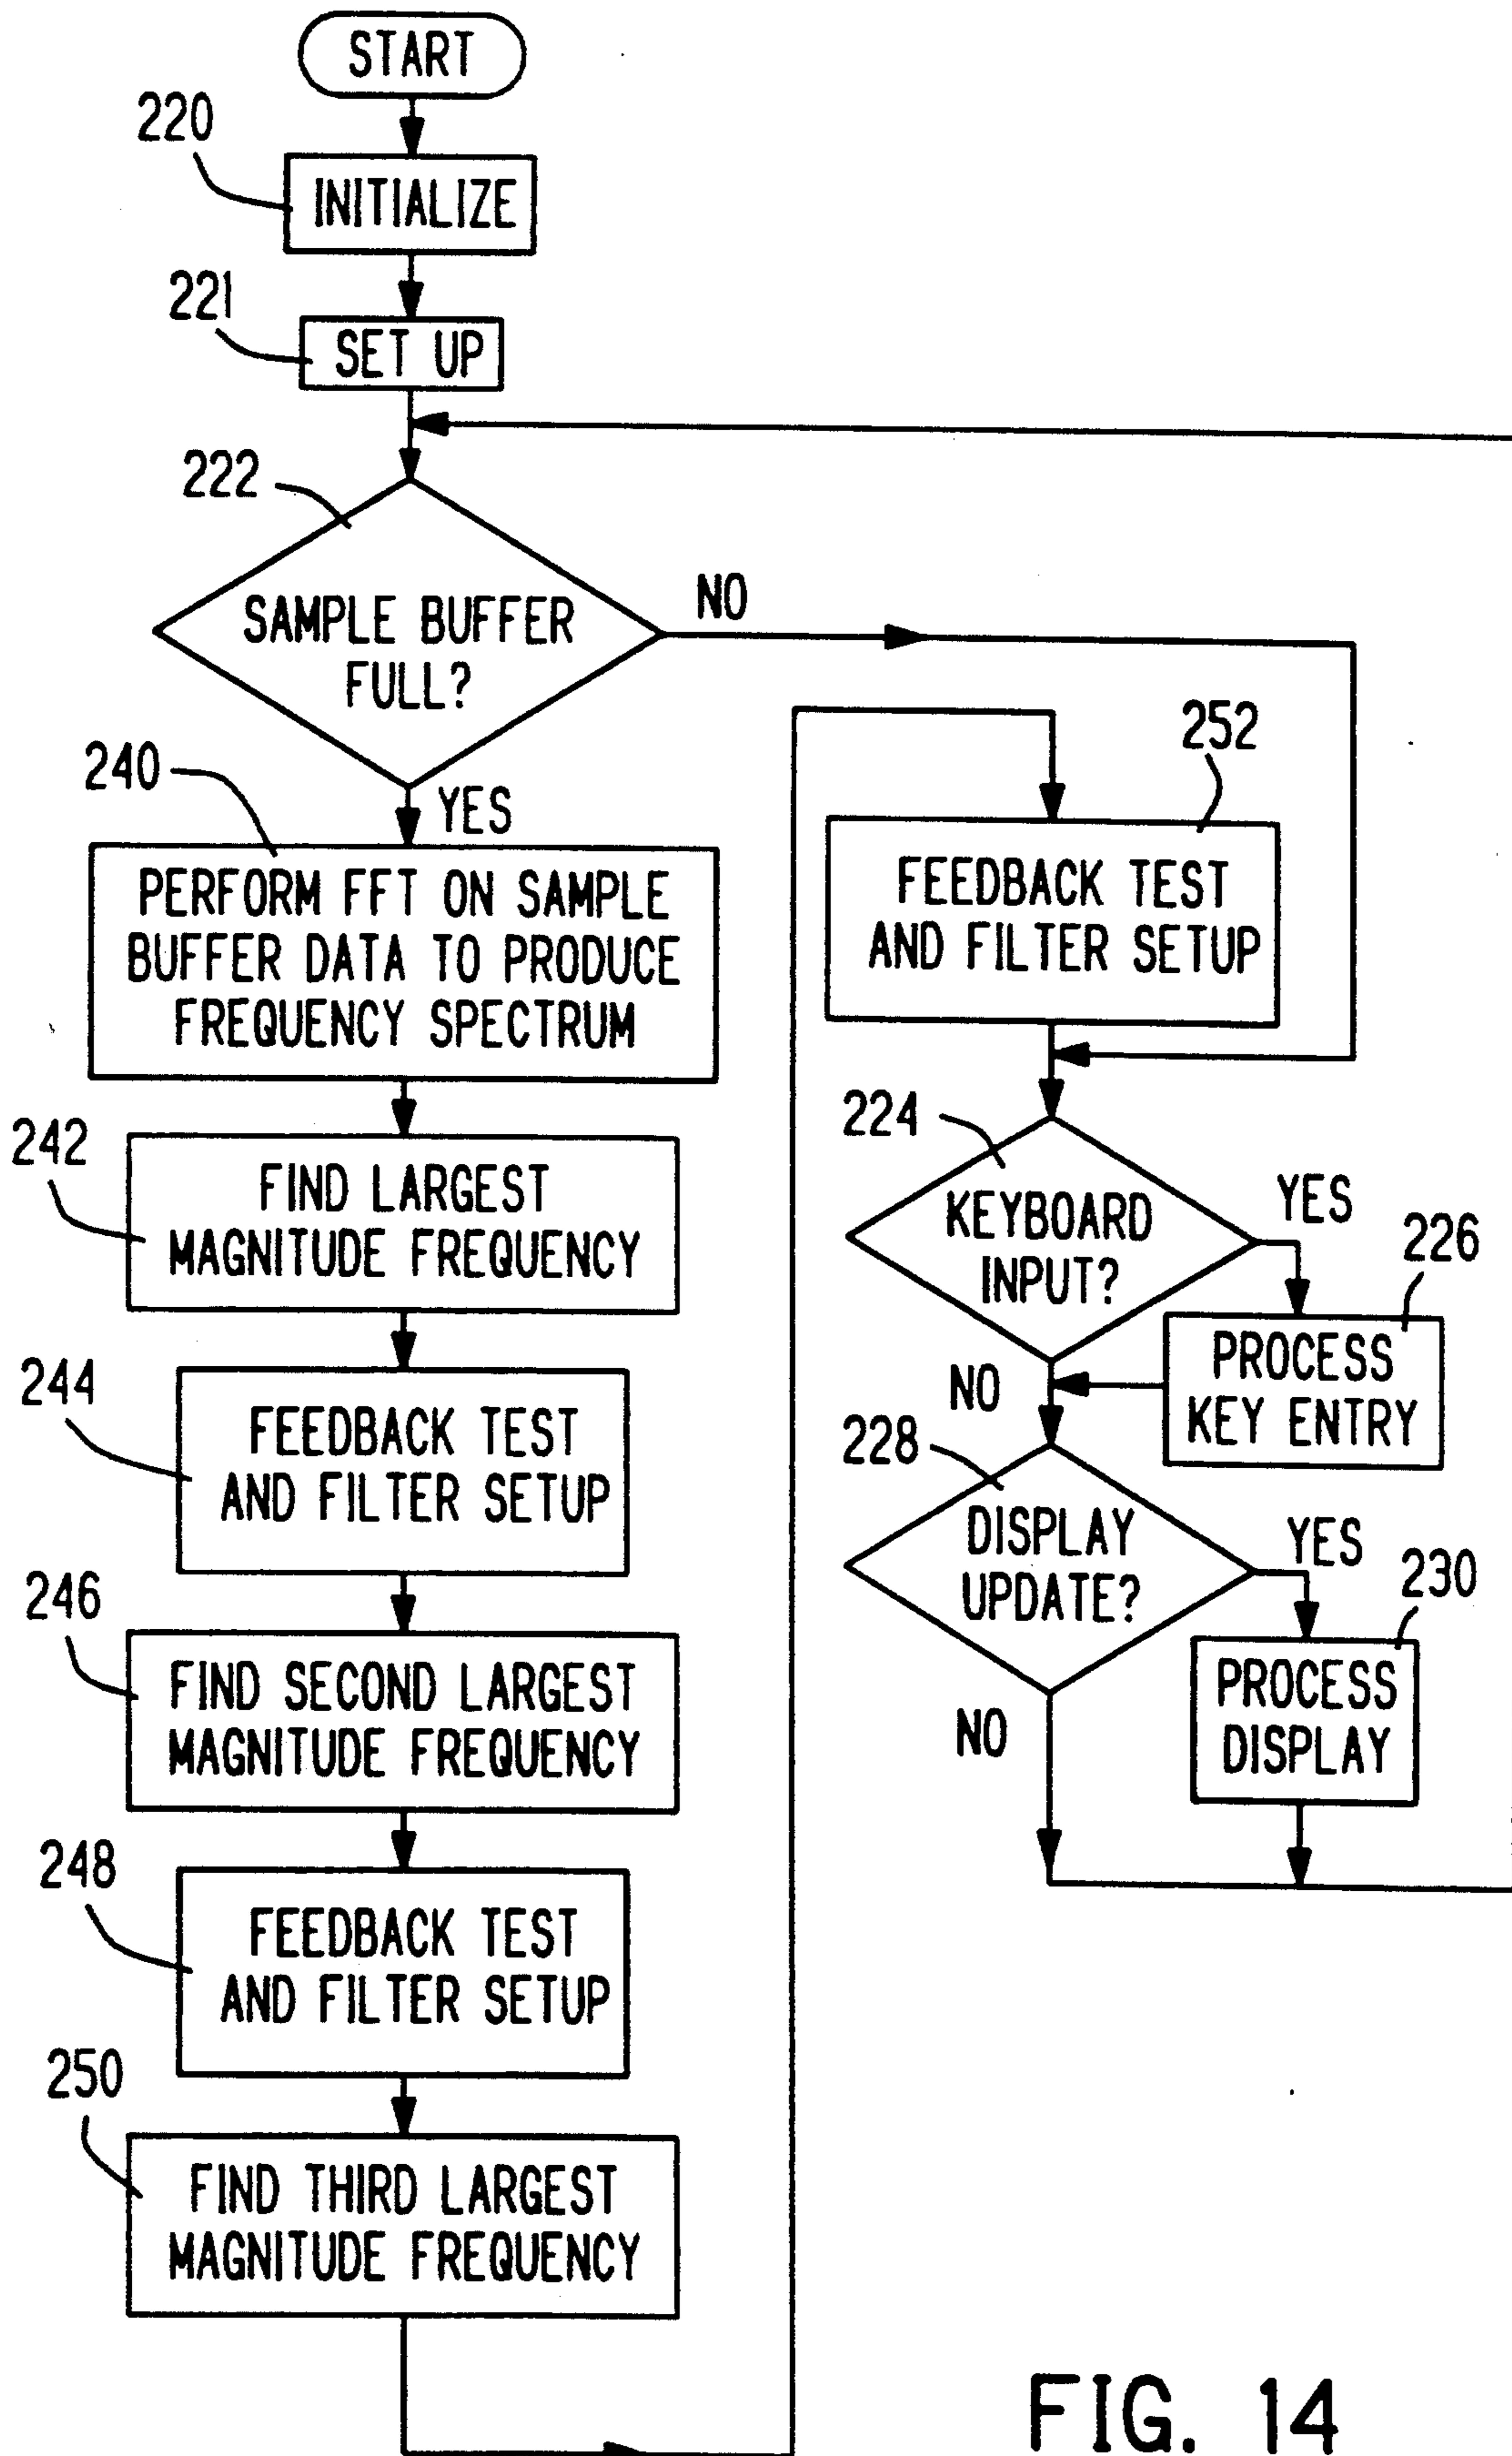 START
220
INITIALIZE
221
SET UP
222
SAMPLE BUFFER
FULL?
NO
YES
240
PERFORM FFT ON SAMPLE
BUFFER DATA TO PRODUCE
FREQUENCY SPECTRUM
242
FIND LARGEST
MAGNITUDE FREQUENCY
244
FEEDBACK TEST
AND FILTER SETUP
246
FIND SECOND LARGEST
MAGNITUDE FREQUENCY
248
FEEDBACK TEST
AND FILTER SETUP
250
FIND THIRD LARGEST
MAGNITUDE FREQUENCY
252
FEEDBACK TEST
AND FILTER SETUP
224
KEYBOARD
INPUT?
YES
226
PROCESS
KEY ENTRY
NO
228
DISPLAY
UPDATE?
YES
230
PROCESS
DISPLAY
NO
FIG. 14